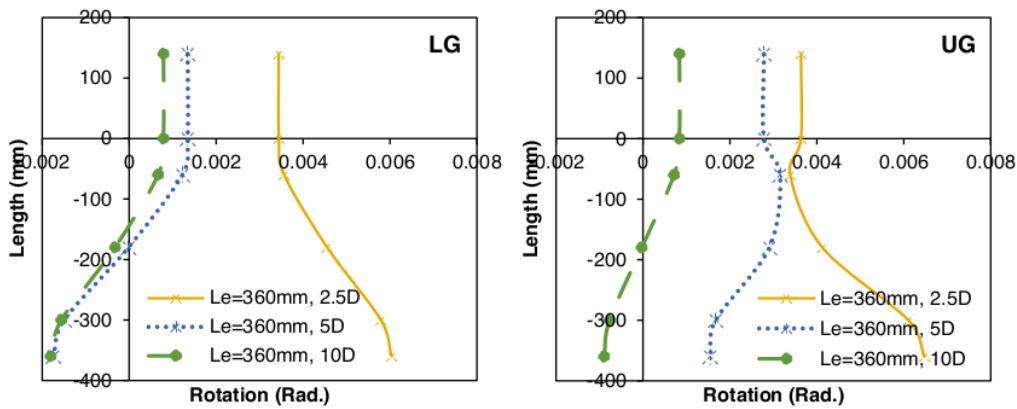 200
LG
100
0
0.002 0 0.002 0.004 0.006 0.008
-100
-200
-300
-400
Length (mm)
Rotation (Rad.)
Le=360mm, 2.5D
Le=360mm, 5D
Le=360mm, 10D
200
UG
100
0
0.002 0 0.002 0.004 0.006 0.008
-100
-200
-300
-400
Length (mm)
Rotation (Rad.)
Le=360mm, 2.5D
Le=360mm, 5D
Le=360mm, 10D